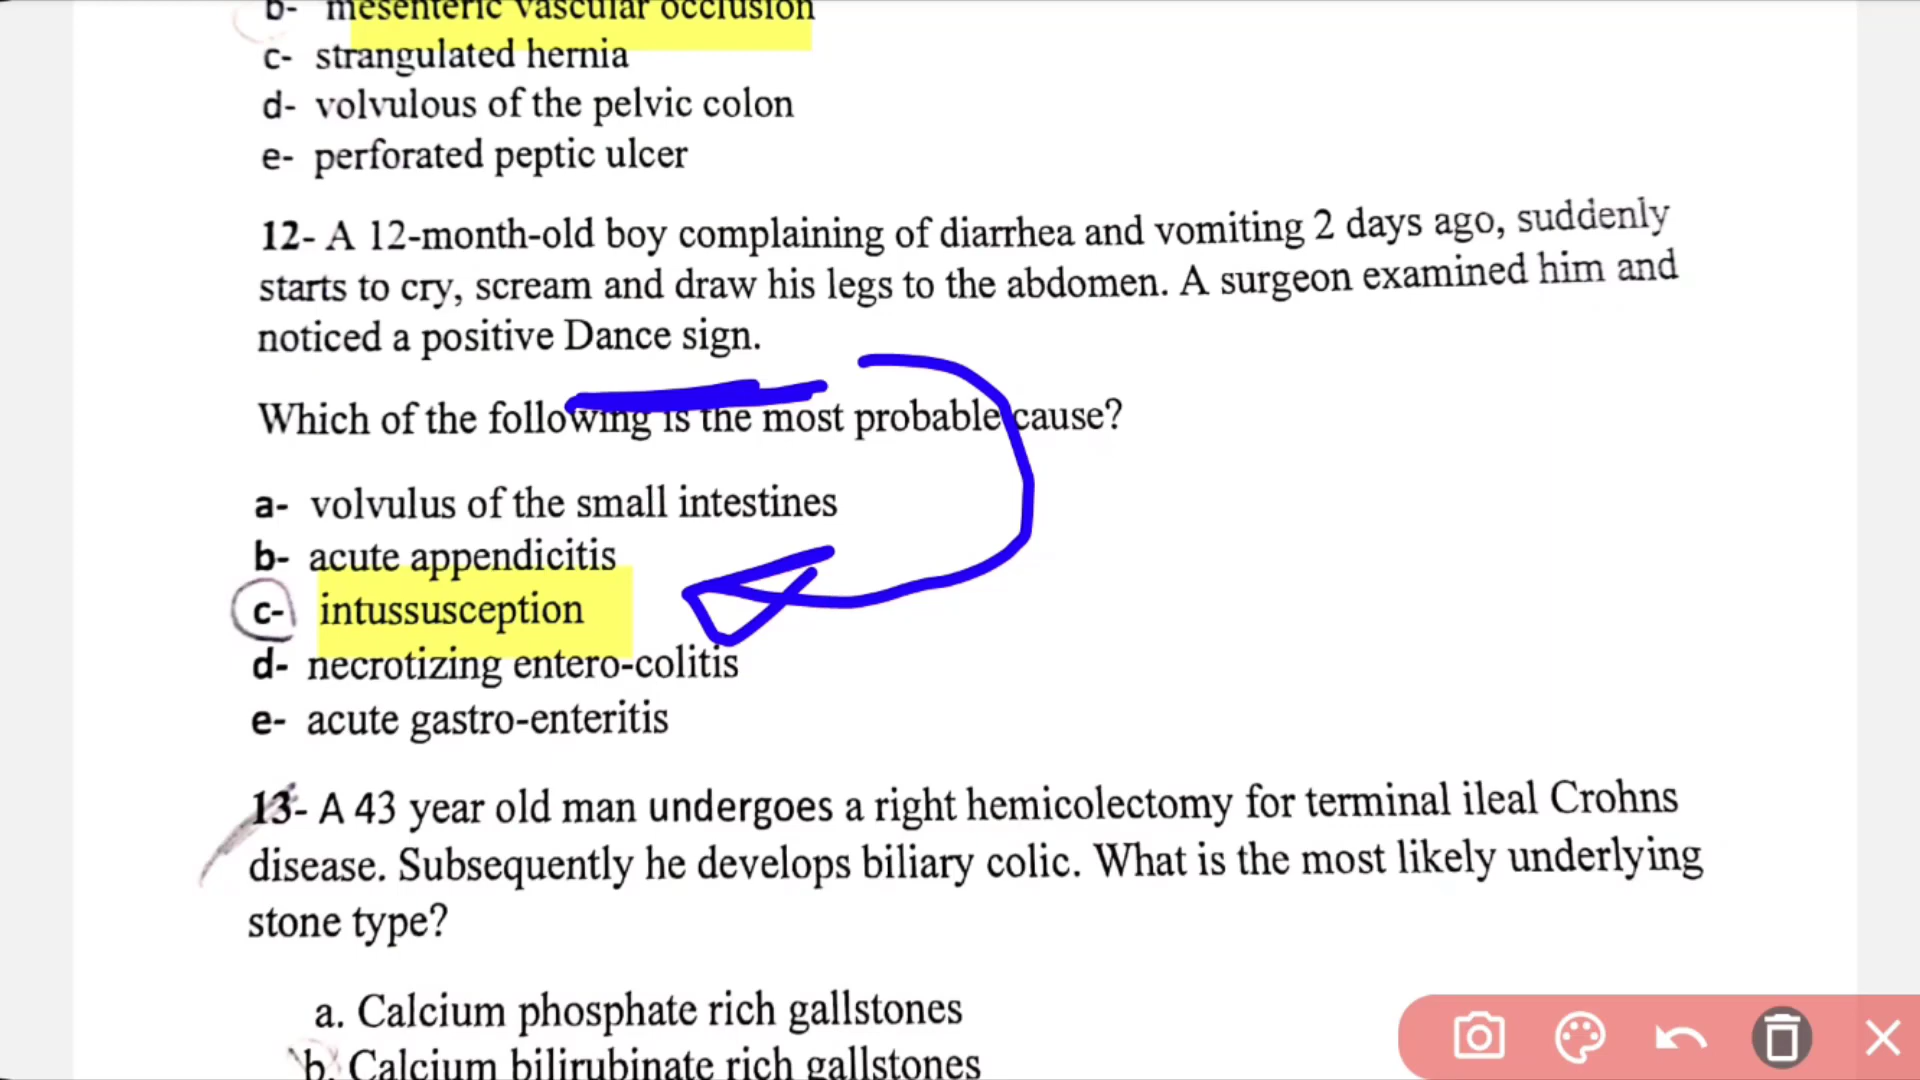 b- mesenteric vascular occlusion
c- strangulated hernia
d- volvulous of the pelvic colon
e- perforated peptic ulcer
12- A 12-month-old boy complaining of diarrhea and vomiting 2 days ago, suddenly
starts to cry, scream and draw his legs to the abdomen. A surgeon examined him and
noticed a positive Dance sign.
Which of the following is the most probable cause?
a- volvulus of the small intestines
b- acute appendicitis
c- intussusception
d- necrotizing entero-colitis
e- acute gastro-enteritis
13- A 43 year old man undergoes a right hemicolectomy for terminal ileal Crohns
disease. Subsequently he develops biliary colic. What is the most likely underlying
stone type?
a. Calcium phosphate rich gallstones
b. Calcium bilirubinate rich gallstones